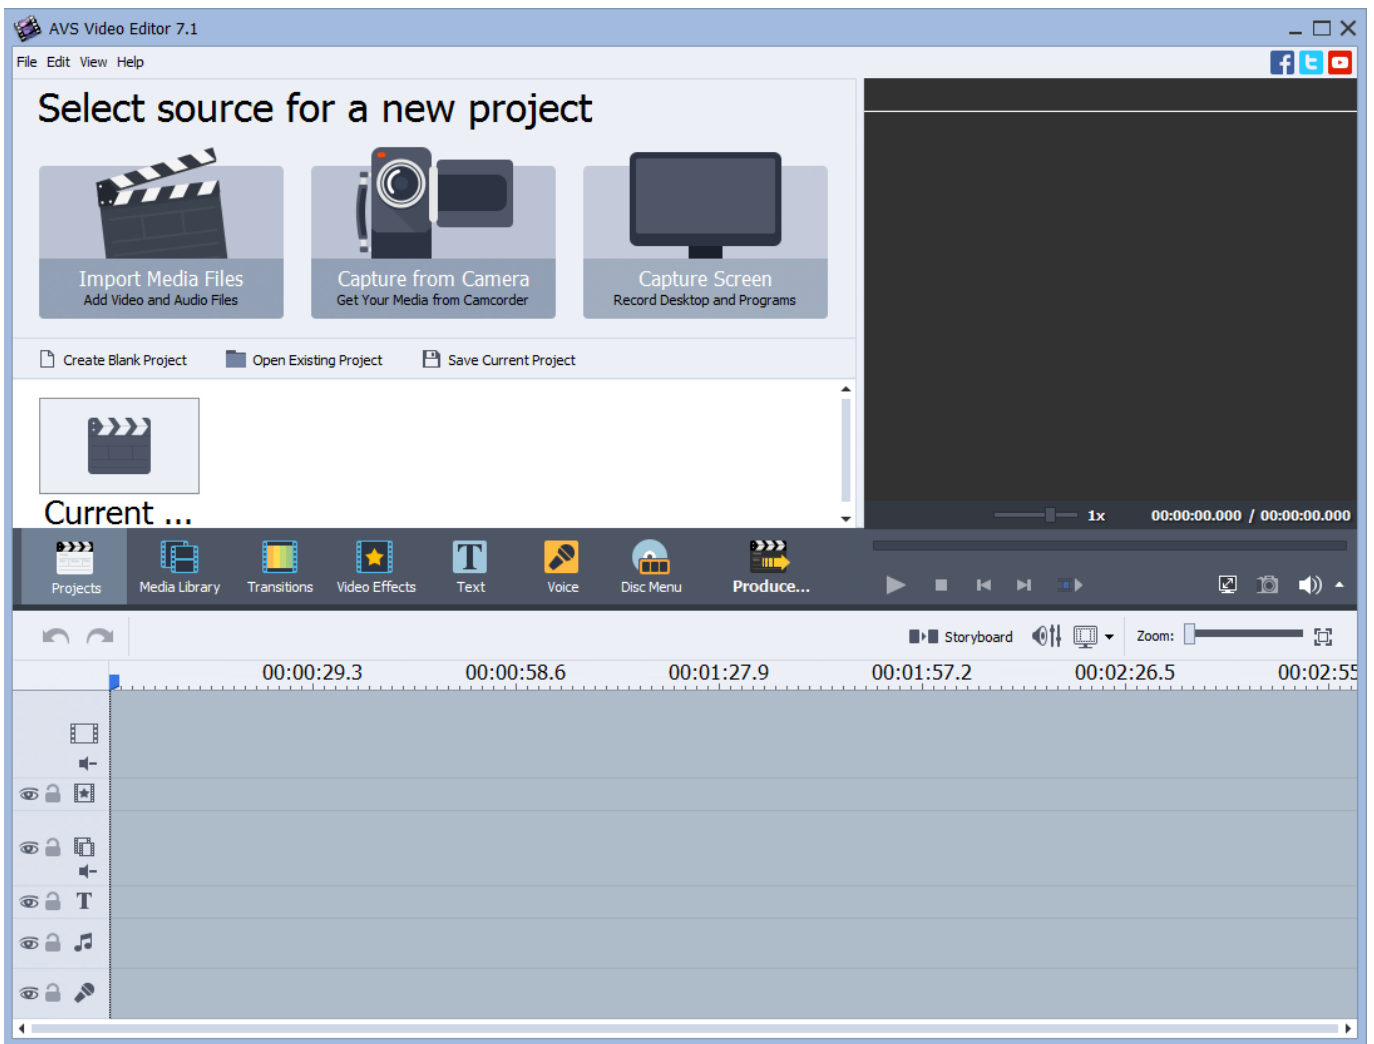 AVS Video Editor 7.1
File Edit View Help
Select source for a new project
Import Media Files
Add Video and Audio Files
Capture from Camera
Get Your Media from Camcorder
Capture Screen
Record Desktop and Programs
Create Blank Project
Open Existing Project
Save Current Project
Current ...
1x
00:00:00.000 / 00:00:00.000
Projects
Media Library
Transitions
Video Effects
T
Text
Voice
Disc Menu
Produce...
Storyboard
Zoom:
00:00:29.3 00:00:58.6 00:01:27.9 00:01:57.2 00:02:26.5 00:02:55
T